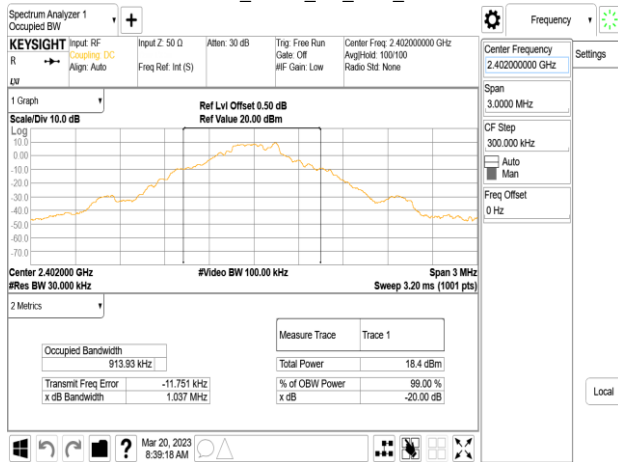 Spectrum Analyzer 1
Occupied BW
Frequency
KEYSIGHT Input: RF Input Z: 50 Ω Atten: 30 dB Trig: Free Run Center Freq: 2.402000000 GHz
R Coupling: DC Gate: Off Avg|Hold: 100/100
Align: Auto Freq Ref: Int (S) #IF Gain: Low Radio Std: None
LXI
Center Frequency
2.402000000 GHz
Settings
Span
3.0000 MHz
CF Step
300.000 kHz
Auto
Man
Freq Offset
0 Hz
1 Graph
Ref Lvl Offset 0.50 dB
Scale/Div 10.0 dB Ref Value 20.00 dBm
Log
10.0
0.00
-10.0
-20.0
-30.0
-40.0
-50.0
-60.0
-70.0
Center 2.402000 GHz #Video BW 100.00 kHz Span 3 MHz
#Res BW 30.000 kHz Sweep 3.20 ms (1001 pts)
2 Metrics
Measure Trace Trace 1
Occupied Bandwidth
913.93 kHz Total Power 18.4 dBm
Transmit Freq Error -11.751 kHz % of OBW Power 99.00 %
x dB Bandwidth 1.037 MHz x dB -20.00 dB
Local
Mar 20, 2023
8:39:18 AM